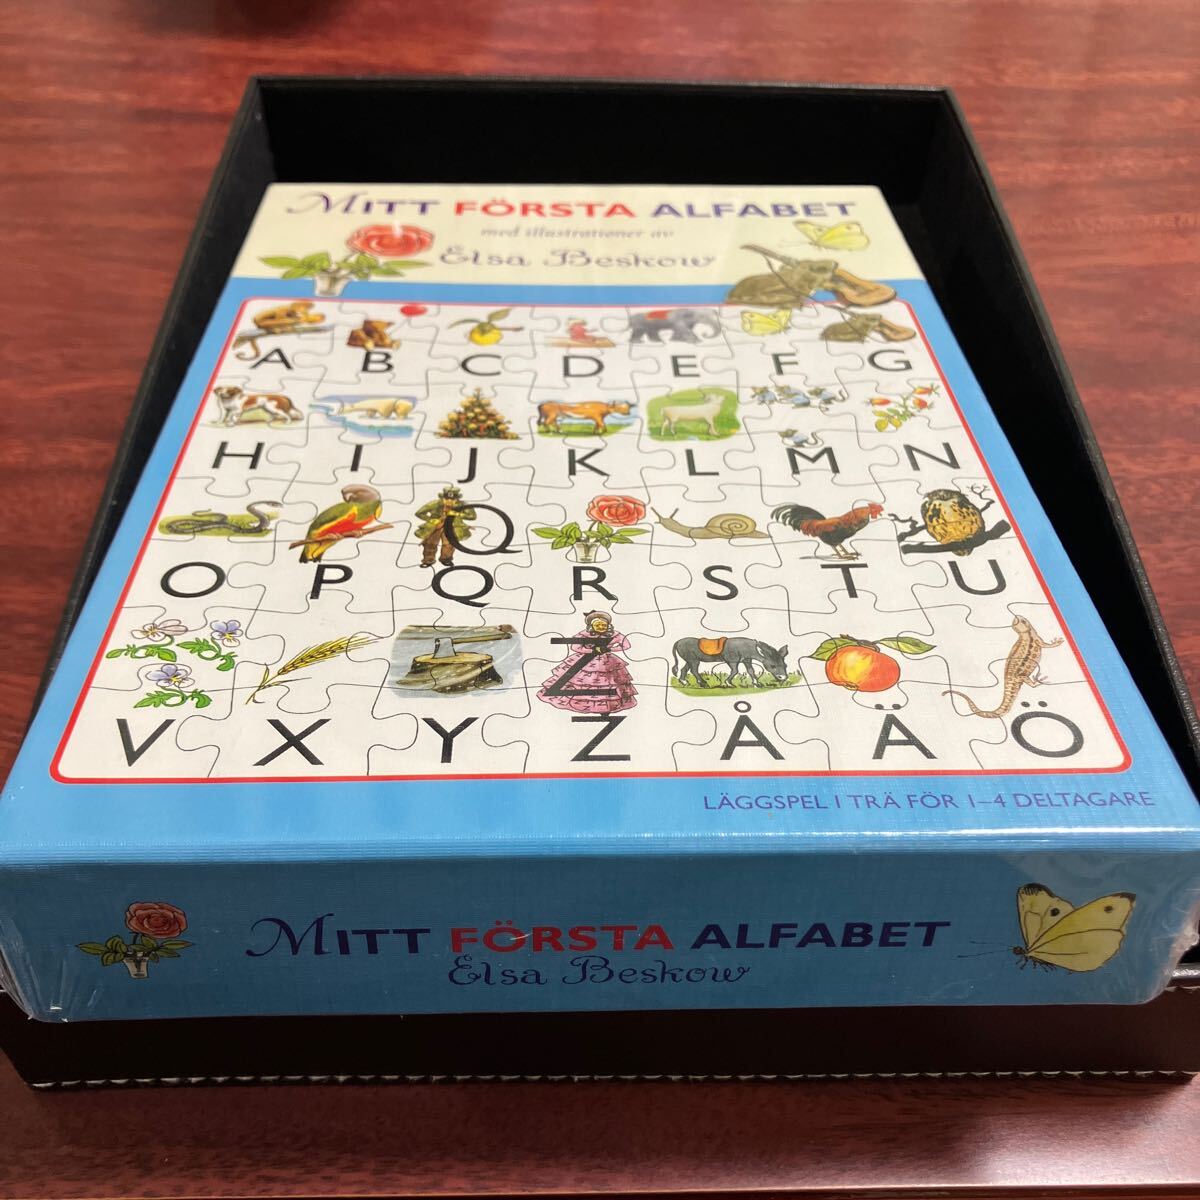 MITT FÖRSTA ALFABET
med illustrationer av
Elsa Beskow
A B C D E F G
H I J K L M N
Q
O P Q R S T U
Z
V X Y Z Å Ä Ö
LÄGGSPEL I TRÄ FÖR 1–4 DELTAGARE
MITT FÖRSTA ALFABET
Elsa Beskow